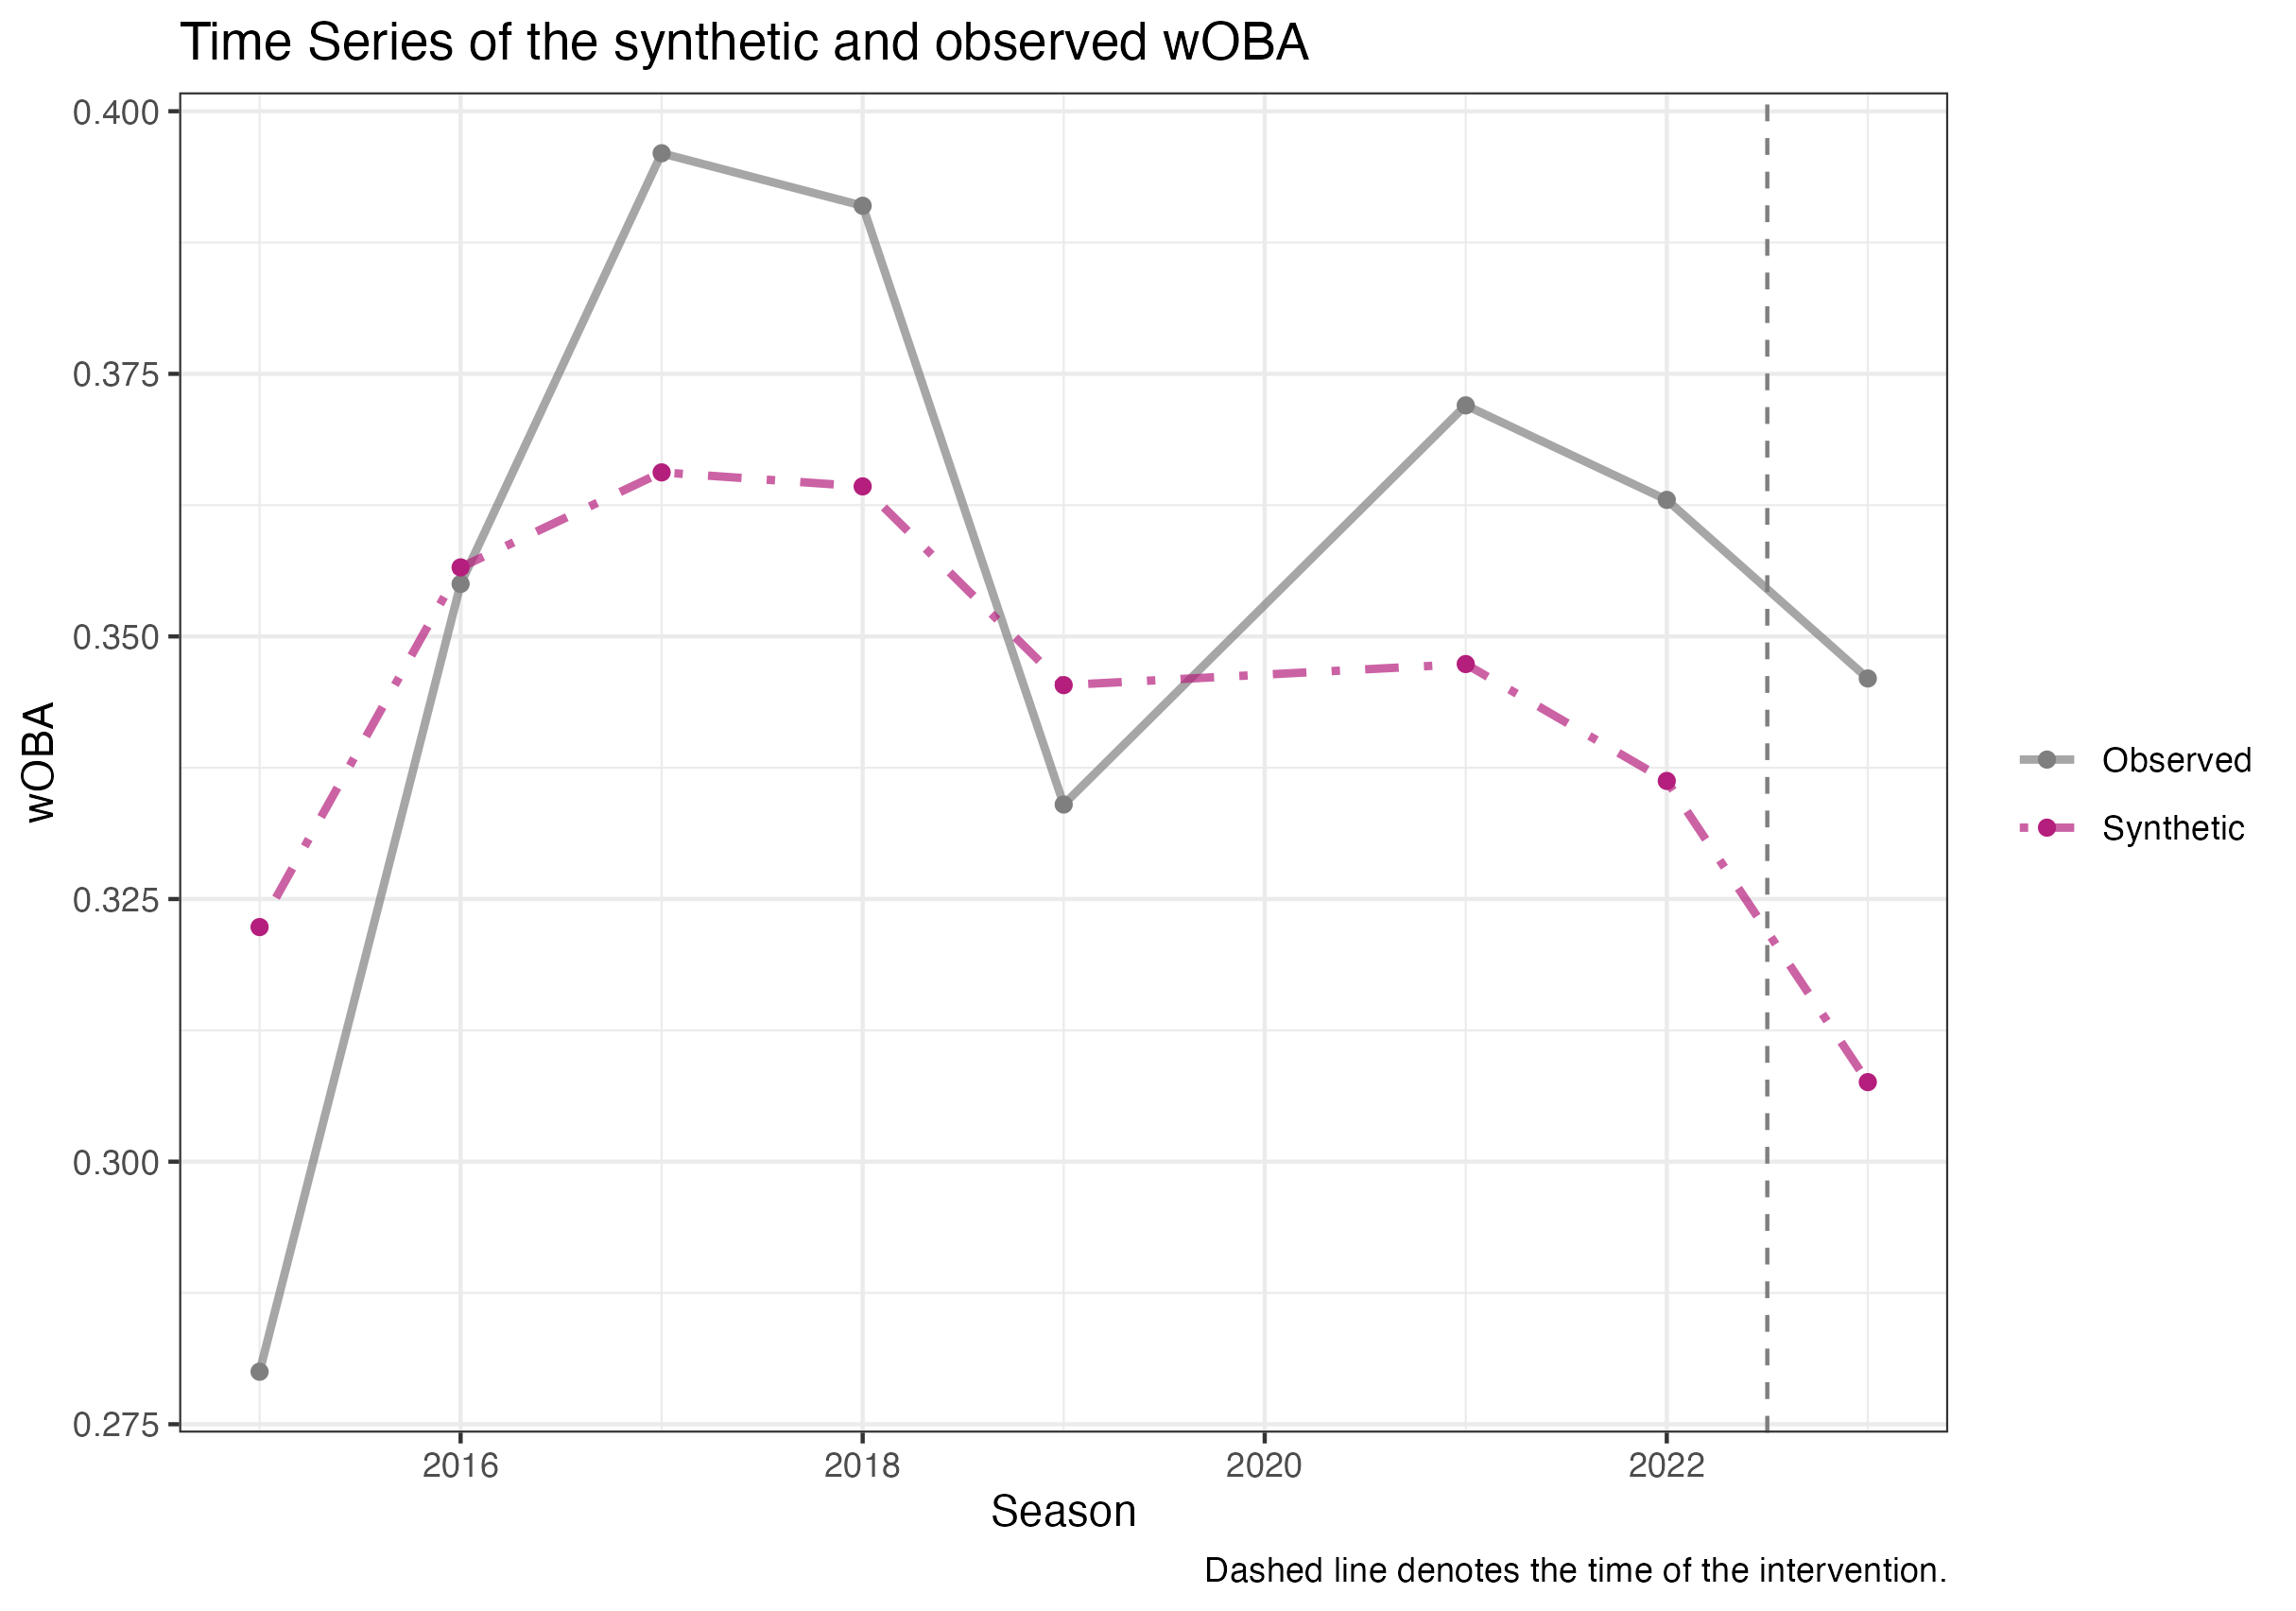 Time Series of the synthetic and observed wOBA
wOBA
0.400
0.375
0.350
0.325
0.300
0.275
2016 2018 2020 2022
Season
Observed
Synthetic
Dashed line denotes the time of the intervention.